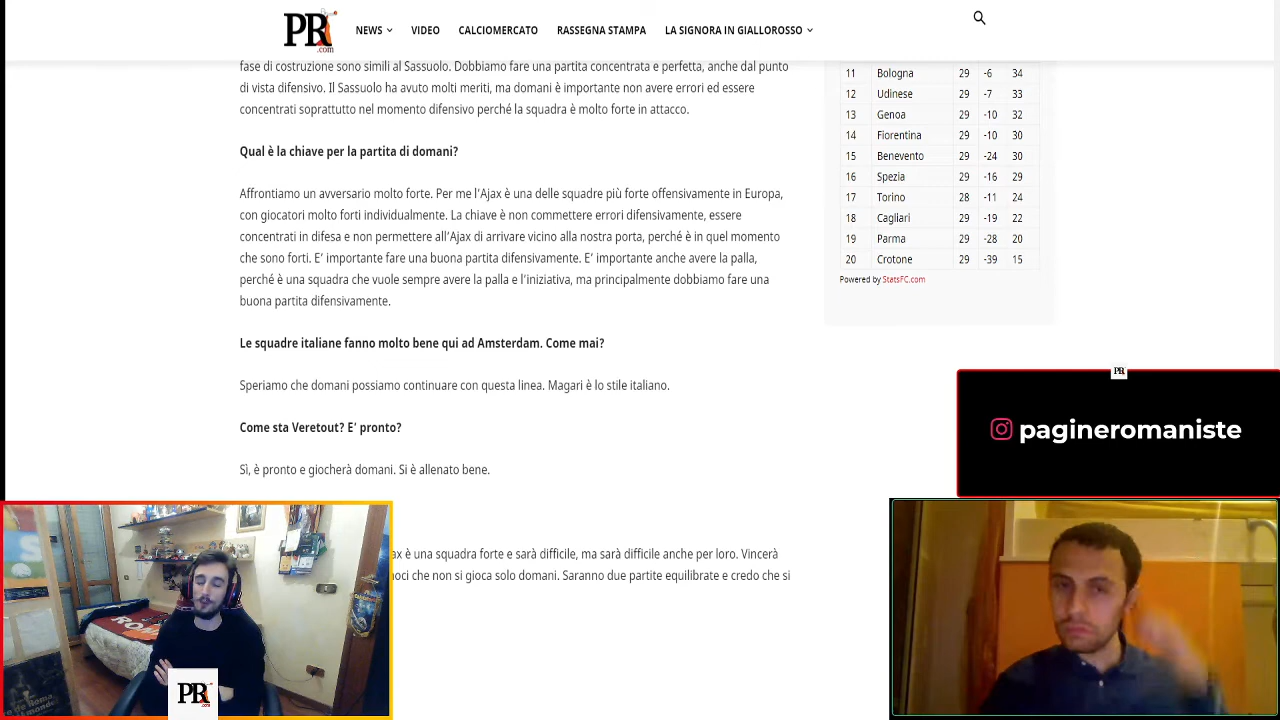 PR
.com
NEWS
VIDEO
CALCIOMERCATO
RASSEGNA STAMPA
LA SIGNORA IN GIALLOROSSO
fase di costruzione sono simili al Sassuolo. Dobbiamo fare una partita concentrata e perfetta, anche dal punto
di vista difensivo. Il Sassuolo ha avuto molti meriti, ma domani è importante non avere errori ed essere
concentrati soprattutto nel momento difensivo perché la squadra è molto forte in attacco.
Qual è la chiave per la partita di domani?
Affrontiamo un avversario molto forte. Per me l'Ajax è una delle squadre più forte offensivamente in Europa,
con giocatori molto forti individualmente. La chiave è non commettere errori difensivamente, essere
concentrati in difesa e non permettere all'Ajax di arrivare vicino alla nostra porta, perché è in quel momento
che sono forti. E' importante fare una buona partita difensivamente. E' importante anche avere la palla,
perché è una squadra che vuole sempre avere la palla e l'iniziativa, ma principalmente dobbiamo fare una
buona partita difensivamente.
Le squadre italiane fanno molto bene qui ad Amsterdam. Come mai?
Speriamo che domani possiamo continuare con questa linea. Magari è lo stile italiano.
Come sta Veretout? E' pronto?
Sì, è pronto e giocherà domani. Si è allenato bene.
ax è una squadra forte e sarà difficile, ma sarà difficile anche per loro. Vincerà
oci che non si gioca solo domani. Saranno due partite equilibrate e credo che si
11 Bologna 29 -6 34
12 Udinese 29 -7 33
13 Genoa 29 -10 32
14 Fiorentina 29 -10 30
15 Benevento 29 -24 30
16 Spezia 29 -16 29
17 Torino 28 -11 24
18 Cagliari 29 -19 22
19 Parma 29 -28 20
20 Crotone 29 -39 15
Powered by StatsFC.com
PR
pagineromaniste
ROM
PR
.com